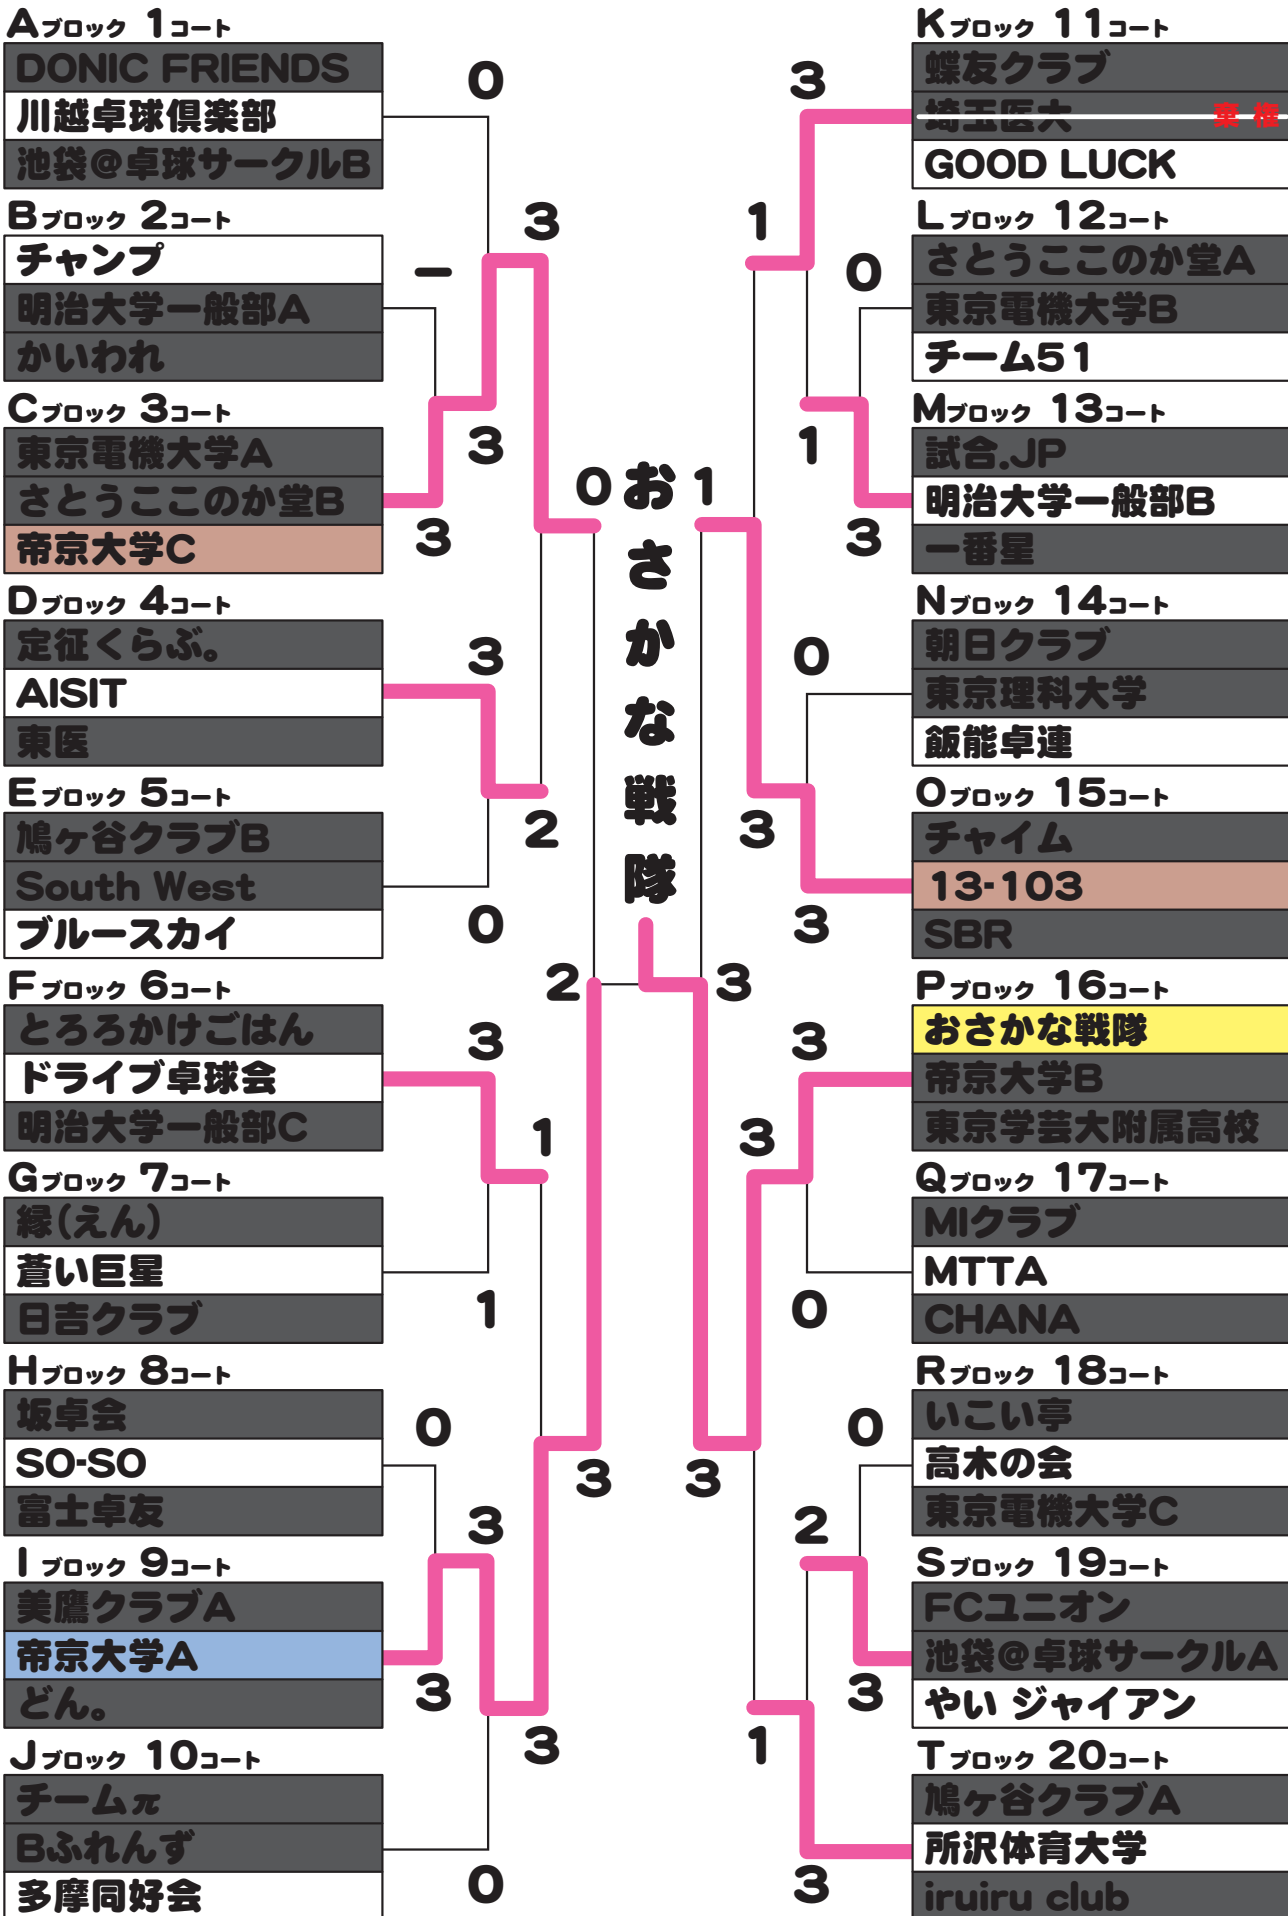 Aブロック 1コート
DONIC FRIENDS
川越卓球倶楽部
池袋@卓球サークルB
Bブロック 2コート
チャンプ
明治大学一般部A
かいわれ
Cブロック 3コート
東京電機大学A
さとうここのか堂B
帝京大学C
Dブロック 4コート
定征くらぶ。
AISIT
東医
Eブロック 5コート
鳩ヶ谷クラブB
South West
ブルースカイ
Fブロック 6コート
とろろかけごはん
ドライブ卓球会
明治大学一般部C
Gブロック 7コート
縁(えん)
蒼い巨星
日吉クラブ
Hブロック 8コート
坂卓会
SO-SO
富士卓友
Iブロック 9コート
美鷹クラブA
帝京大学A
どん。
Jブロック 10コート
チームπ
Bふれんず
多摩同好会
0
3
–
3
3
3
2
0
3
1
1
0
3
3
3
0
0
2
3
おさかな戦隊
1
3
3
3
1
0
1
3
0
3
3
3
3
0
0
2
3
1
3
Kブロック 11コート
蝶友クラブ
埼玉医大 棄権
GOOD LUCK
Lブロック 12コート
さとうここのか堂A
東京電機大学B
チーム51
Mブロック 13コート
試合.JP
明治大学一般部B
一番星
Nブロック 14コート
朝日クラブ
東京理科大学
飯能卓連
Oブロック 15コート
チャイム
13-103
SBR
Pブロック 16コート
おさかな戦隊
帝京大学B
東京学芸大附属高校
Qブロック 17コート
MIクラブ
MTTA
CHANA
Rブロック 18コート
いこい亭
高木の会
東京電機大学C
Sブロック 19コート
FCユニオン
池袋@卓球サークルA
やい ジャイアン
Tブロック 20コート
鳩ヶ谷クラブA
所沢体育大学
iruiru club